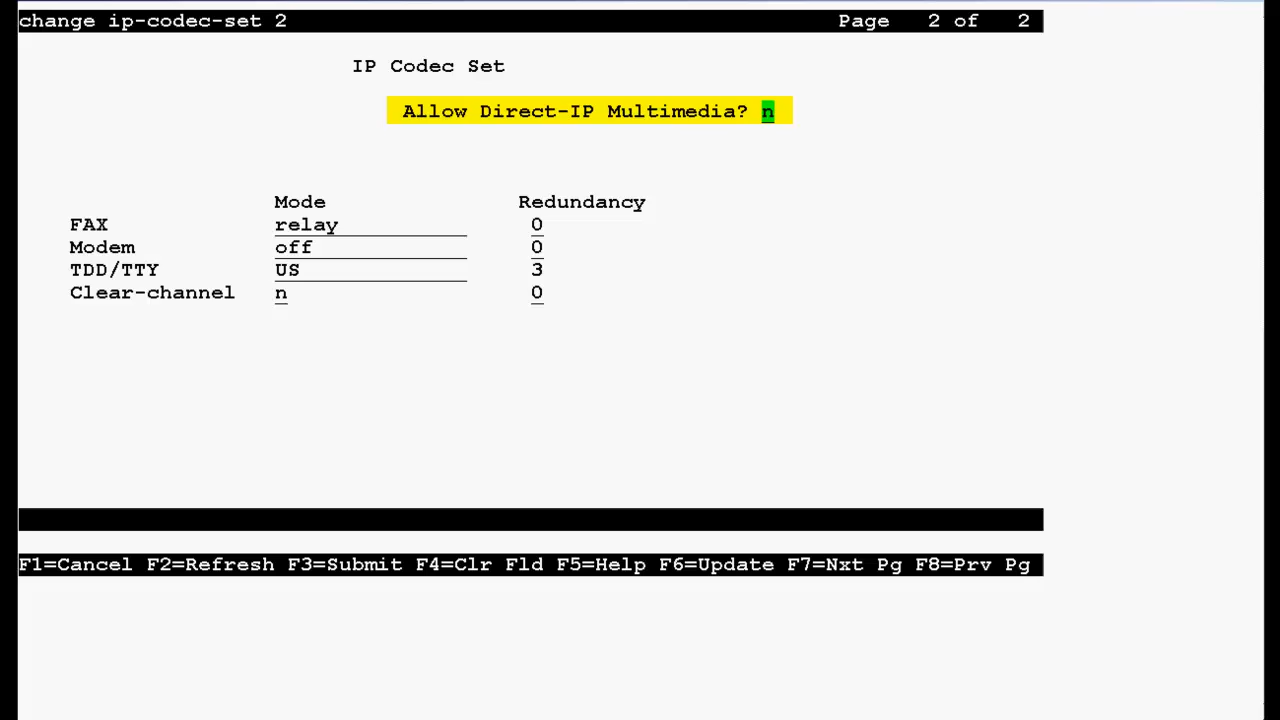 change ip-codec-set 2 Page 2 of 2
IP Codec Set
Allow Direct-IP Multimedia? n
Mode Redundancy
FAX relay 0
Modem off 0
TDD/TTY US 3
Clear-channel n 0
F1=Cancel F2=Refresh F3=Submit F4=Clr Fld F5=Help F6=Update F7=Nxt Pg F8=Prv Pg